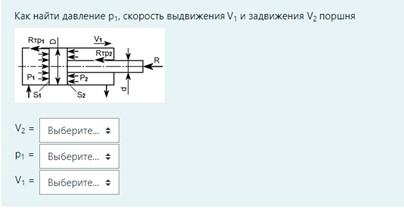 Как найти давление p₁, скорость выдвижения V₁ и задвижения V₂ поршня
Rтр1 D V₁
Rтр2
R
P₁ P₂
S₁ S₂ d
V₂ = Выберите...
p₁ = Выберите...
V₁ = Выберите...